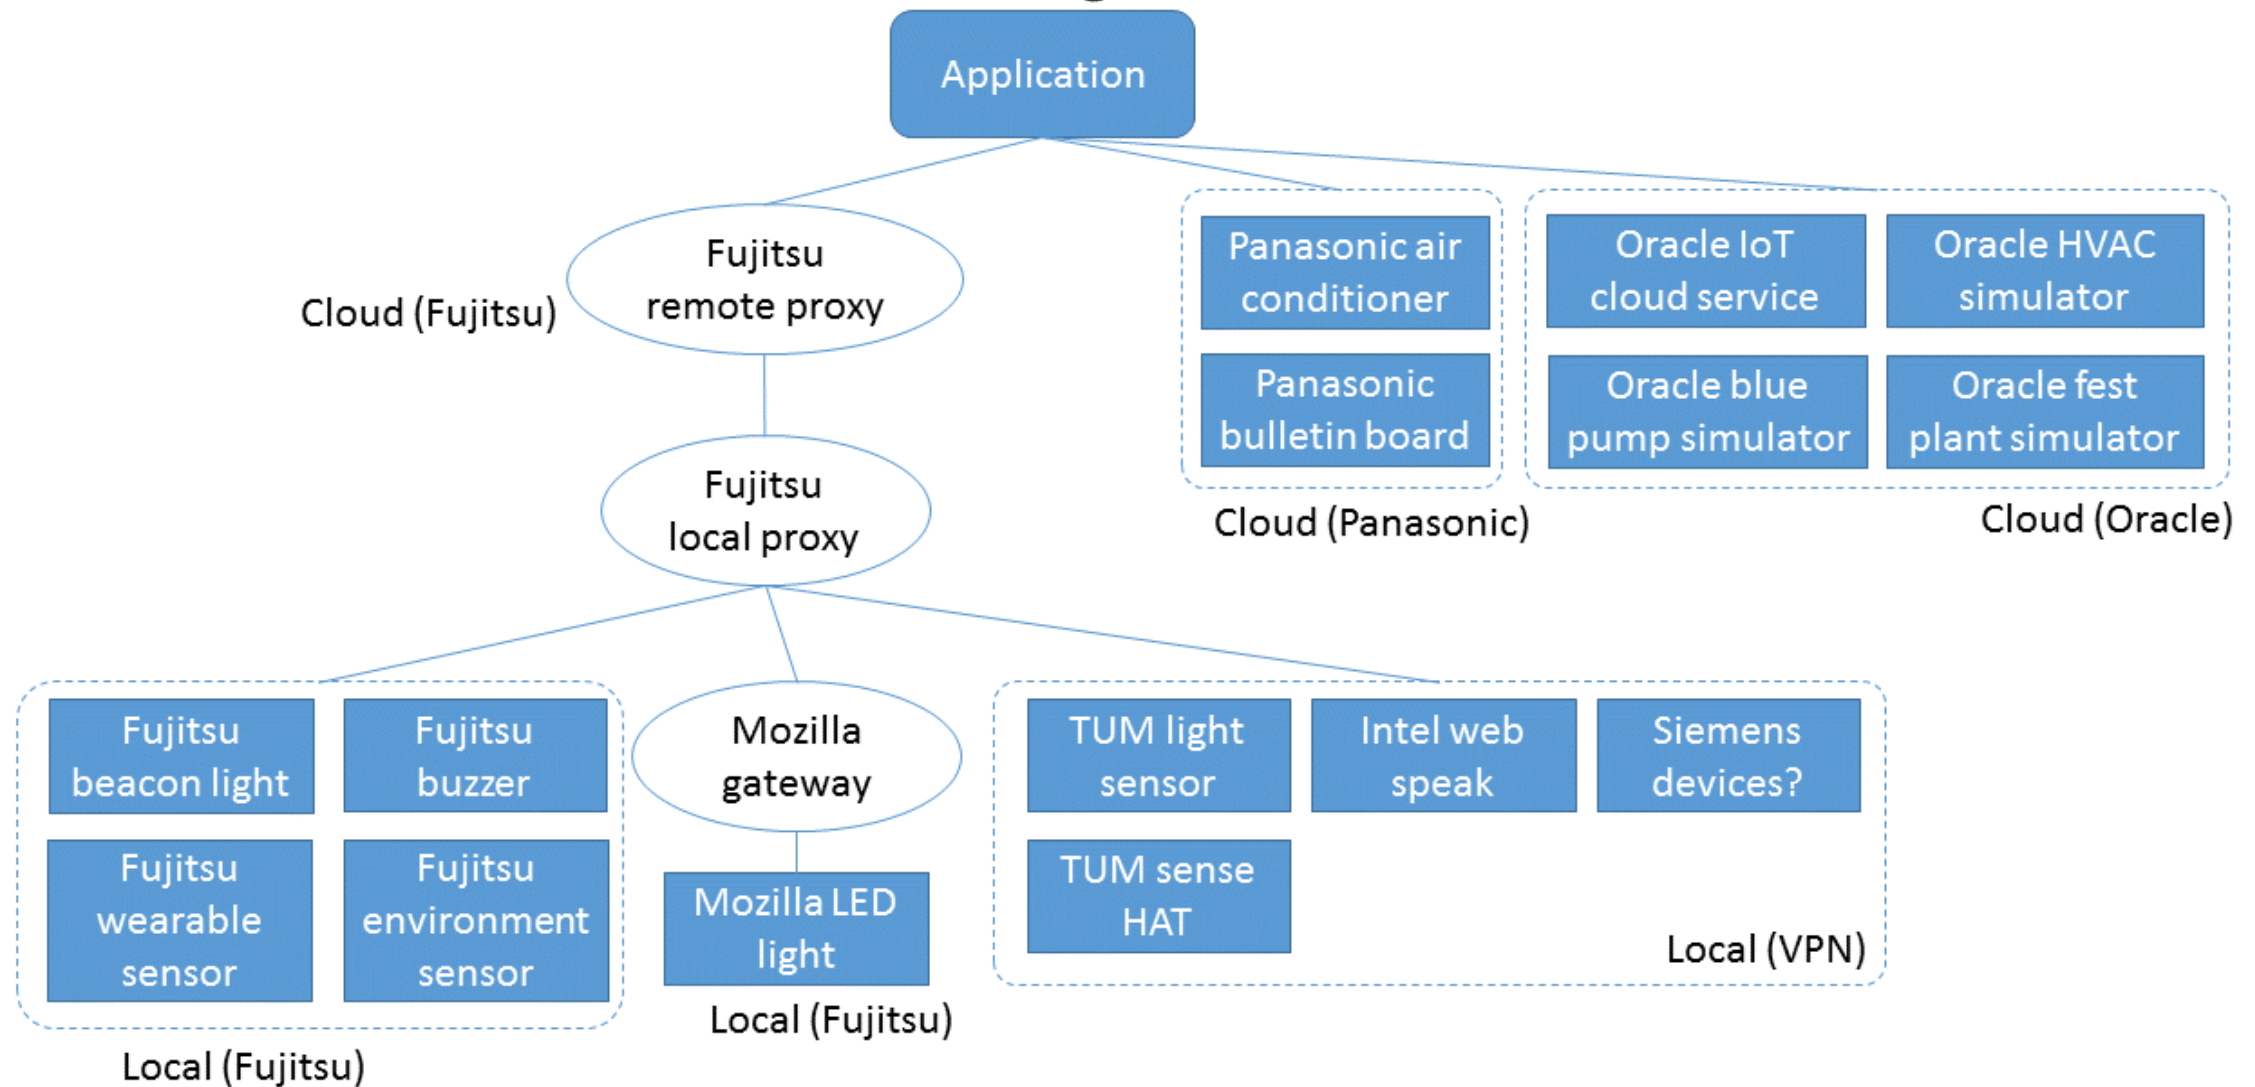 Application
Fujitsu
remote proxy
Cloud (Fujitsu)
Panasonic air
conditioner
Panasonic
bulletin board
Cloud (Panasonic)
Oracle IoT
cloud service
Oracle HVAC
simulator
Oracle blue
pump simulator
Oracle fest
plant simulator
Cloud (Oracle)
Fujitsu
local proxy
Fujitsu
beacon light
Fujitsu
buzzer
Fujitsu
wearable
sensor
Fujitsu
environment
sensor
Local (Fujitsu)
Mozilla
gateway
Mozilla LED
light
Local (Fujitsu)
TUM light
sensor
Intel web
speak
Siemens
devices?
TUM sense
HAT
Local (VPN)